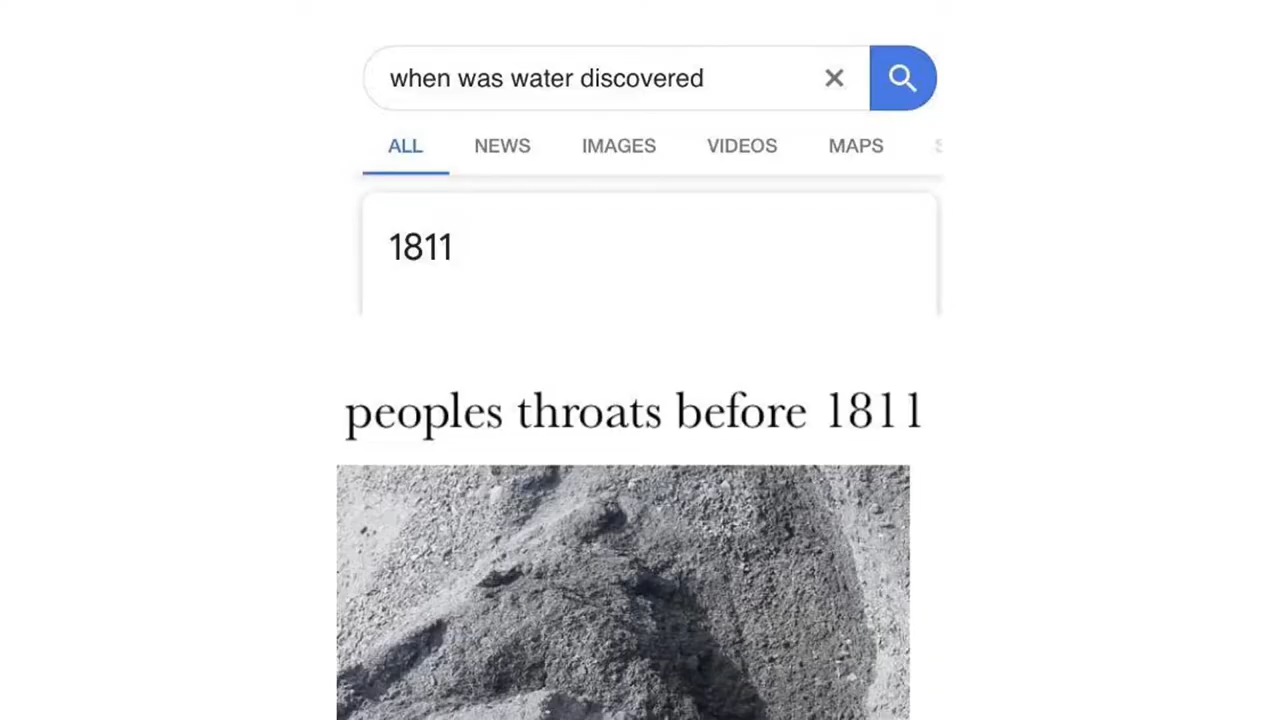 when was water discovered
ALL NEWS IMAGES VIDEOS MAPS
1811
peoples throats before 1811